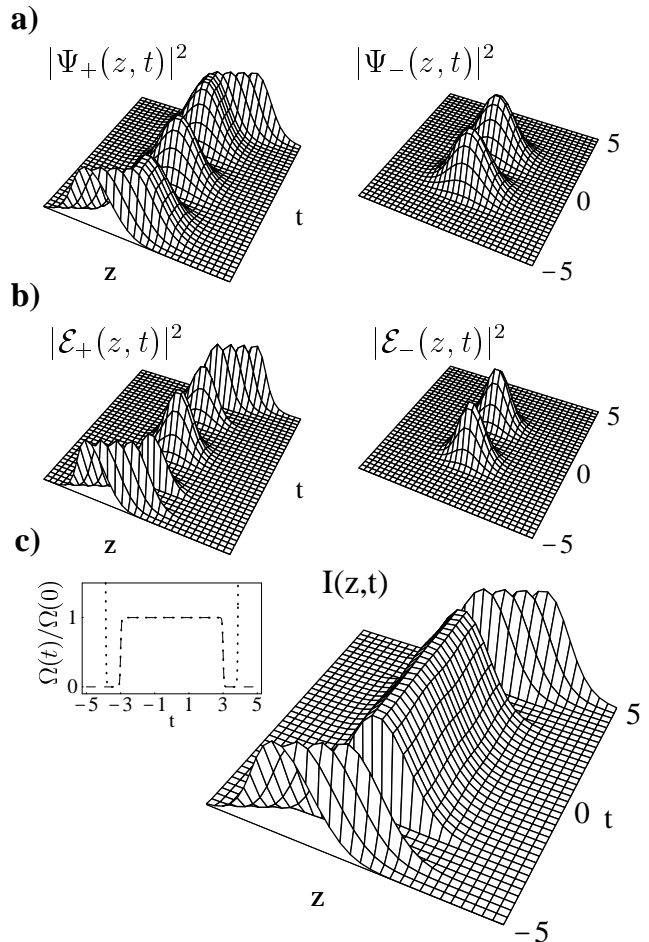 a)
|Ψ₊(z, t)|²
|Ψ₋(z, t)|²
5
0
−5
t
z
b)
|ℰ₊(z, t)|²
|ℰ₋(z, t)|²
5
0
−5
t
z
c)
Ω(t)/Ω(0)
1
0
−5 −3 −1 1 3 5
t
I(z,t)
5
0 t
−5
z